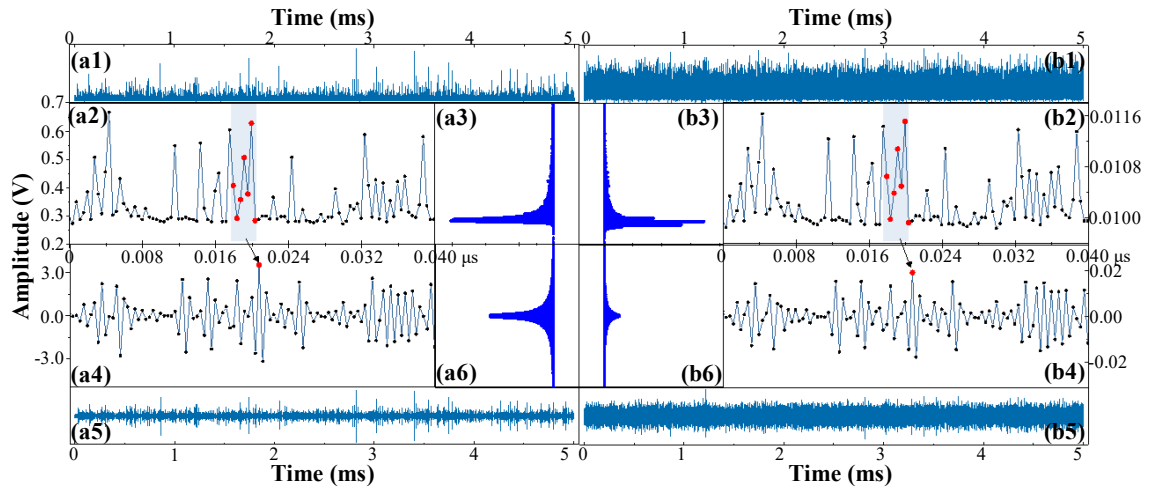 Time (ms) Time (ms)
0 1 2 3 4 5 0 1 2 3 4 5
(a1) (b1)
0.7 (a2) (a3) (b3) (b2) 0.0116
0.6
0.5 0.0108
0.4
0.3 0.0100
0.2
Amplitude (V)
0 0.008 0.016 0.024 0.032 0.040 μs 0 0.008 0.016 0.024 0.032 0.040 μs
3.0 0.02
0.0 0.00
-3.0 -0.02
(a4) (a6) (b6) (b4)
(a5) (b5)
0 1 2 3 4 5 0 1 2 3 4 5
Time (ms) Time (ms)